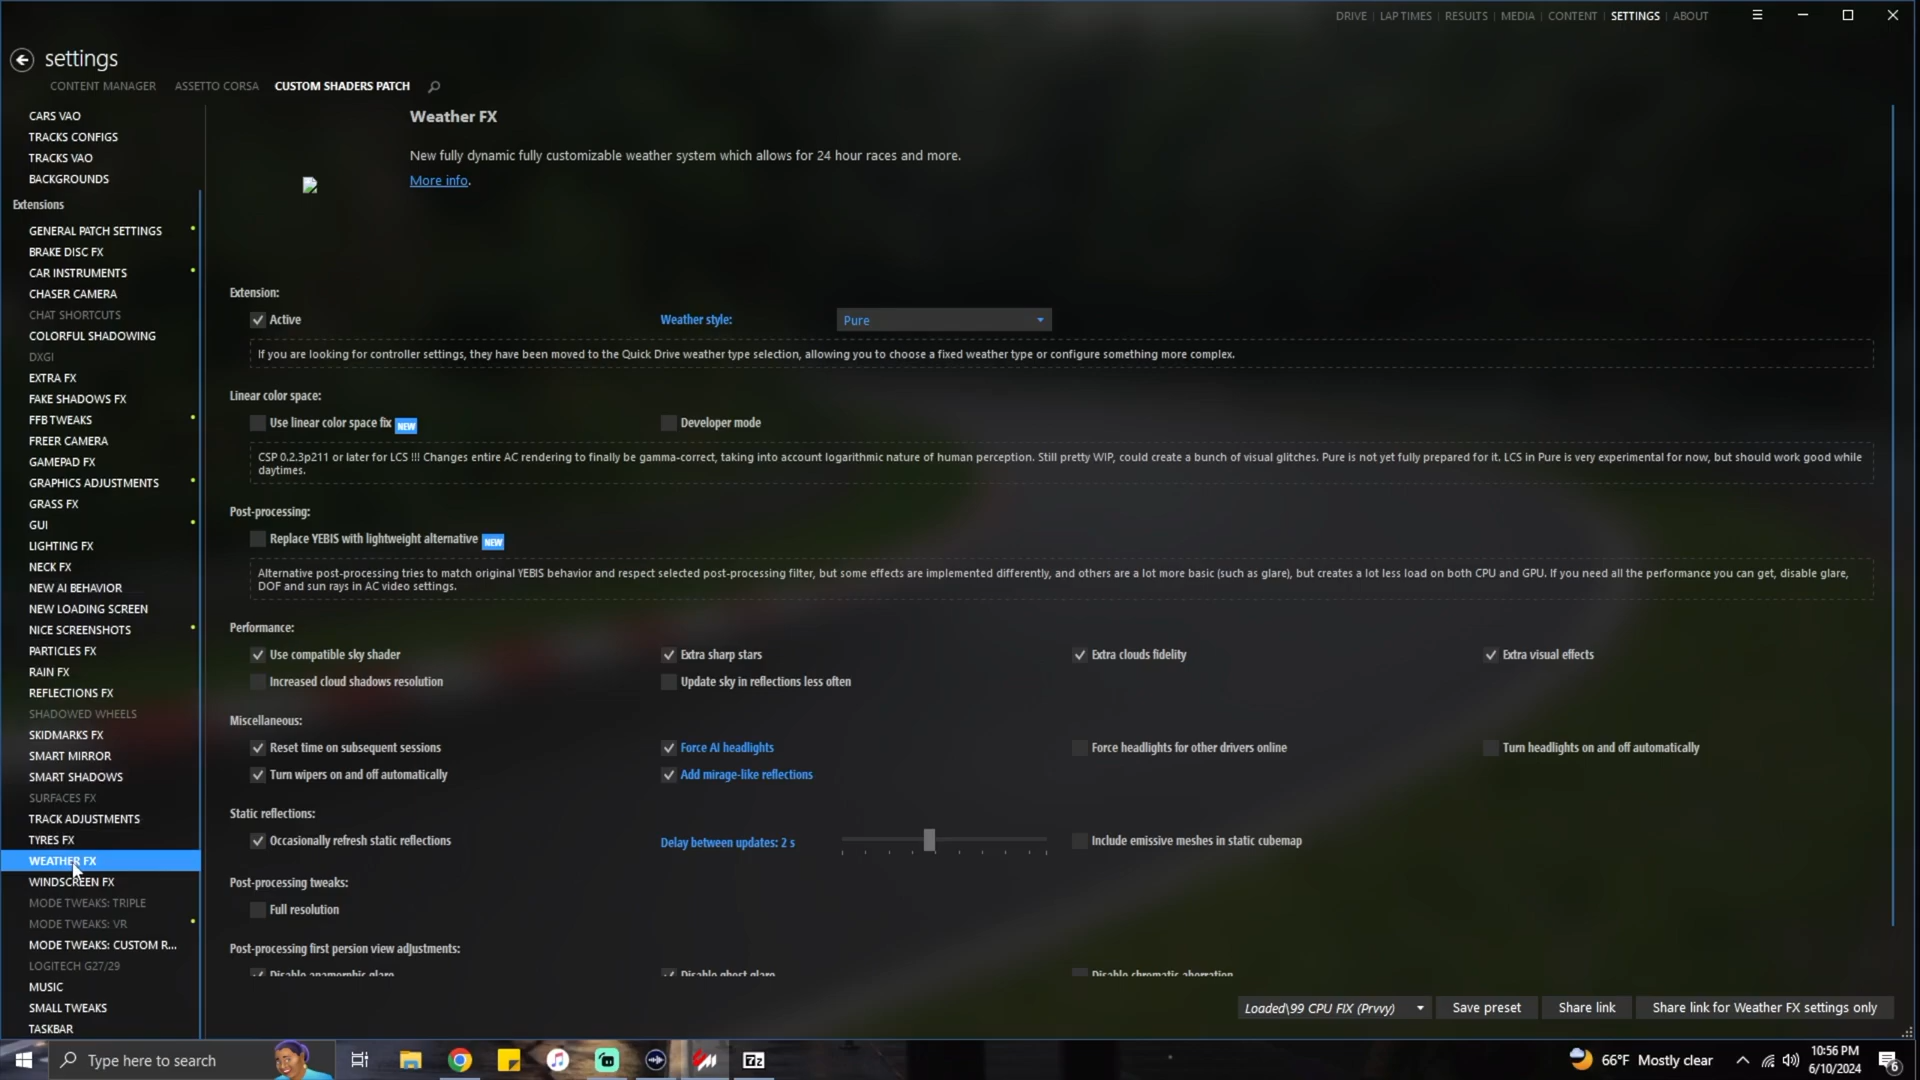 DRIVE | LAP TIMES | RESULTS | MEDIA | CONTENT | SETTINGS | ABOUT
settings
CONTENT MANAGER ASSETTO CORSA CUSTOM SHADERS PATCH
CARS VAO
TRACKS CONFIGS
TRACKS VAO
BACKGROUNDS
Extensions
GENERAL PATCH SETTINGS
BRAKE DISC FX
CAR INSTRUMENTS
CHASER CAMERA
CHAT SHORTCUTS
COLORFUL SHADOWING
DXGI
EXTRA FX
FAKE SHADOWS FX
FFB TWEAKS
FREER CAMERA
GAMEPAD FX
GRAPHICS ADJUSTMENTS
GRASS FX
GUI
LIGHTING FX
NECK FX
NEW AI BEHAVIOR
NEW LOADING SCREEN
NICE SCREENSHOTS
PARTICLES FX
RAIN FX
REFLECTIONS FX
SHADOWED WHEELS
SKIDMARKS FX
SMART MIRROR
SMART SHADOWS
SURFACES FX
TRACK ADJUSTMENTS
TYRES FX
WEATHER FX
WINDSCREEN FX
MODE TWEAKS: TRIPLE
MODE TWEAKS: VR
MODE TWEAKS: CUSTOM R...
LOGITECH G27/29
MUSIC
SMALL TWEAKS
TASKBAR
Weather FX
New fully dynamic fully customizable weather system which allows for 24 hour races and more.
More info.
Extension:
Active Weather style: Pure
If you are looking for controller settings, they have been moved to the Quick Drive weather type selection, allowing you to choose a fixed weather type or configure something more complex.
Linear color space:
Use linear color space fix NEW Developer mode
CSP 0.2.3p211 or later for LCS !!! Changes entire AC rendering to finally be gamma-correct, taking into account logarithmic nature of human perception. Still pretty WIP, could create a bunch of visual glitches. Pure is not yet fully prepared for it. LCS in Pure is very experimental for now, but should work good while
daytimes.
Post-processing:
Replace YEBIS with lightweight alternative NEW
Alternative post-processing tries to match original YEBIS behavior and respect selected post-processing filter, but some effects are implemented differently, and others are a lot more basic (such as glare), but creates a lot less load on both CPU and GPU. If you need all the performance you can get, disable glare,
DOF and sun rays in AC video settings.
Performance:
Use compatible sky shader Extra sharp stars Extra clouds fidelity Extra visual effects
Increased cloud shadows resolution Update sky in reflections less often
Miscellaneous:
Reset time on subsequent sessions Force AI headlights Force headlights for other drivers online Turn headlights on and off automatically
Turn wipers on and off automatically Add mirage-like reflections
Static reflections:
Occasionally refresh static reflections Delay between updates: 2 s Include emissive meshes in static cubemap
Post-processing tweaks:
Full resolution
Post-processing first persion view adjustments:
Disable anamorphic glare Disable ghost glare Disable chromatic aberration
Loaded\99 CPU FIX (Prvvy) Save preset Share link Share link for Weather FX settings only
Type here to search
7z
66°F Mostly clear
10:56 PM
6/10/2024
6